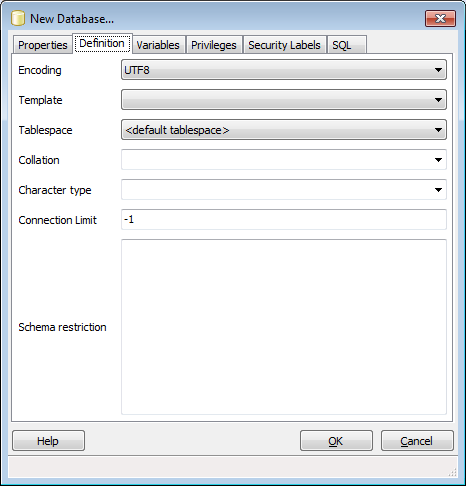 New Database...
Properties Definition Variables Privileges Security Labels SQL
Encoding UTF8
Template
Tablespace <default tablespace>
Collation
Character type
Connection Limit -1
Schema restriction
Help OK Cancel